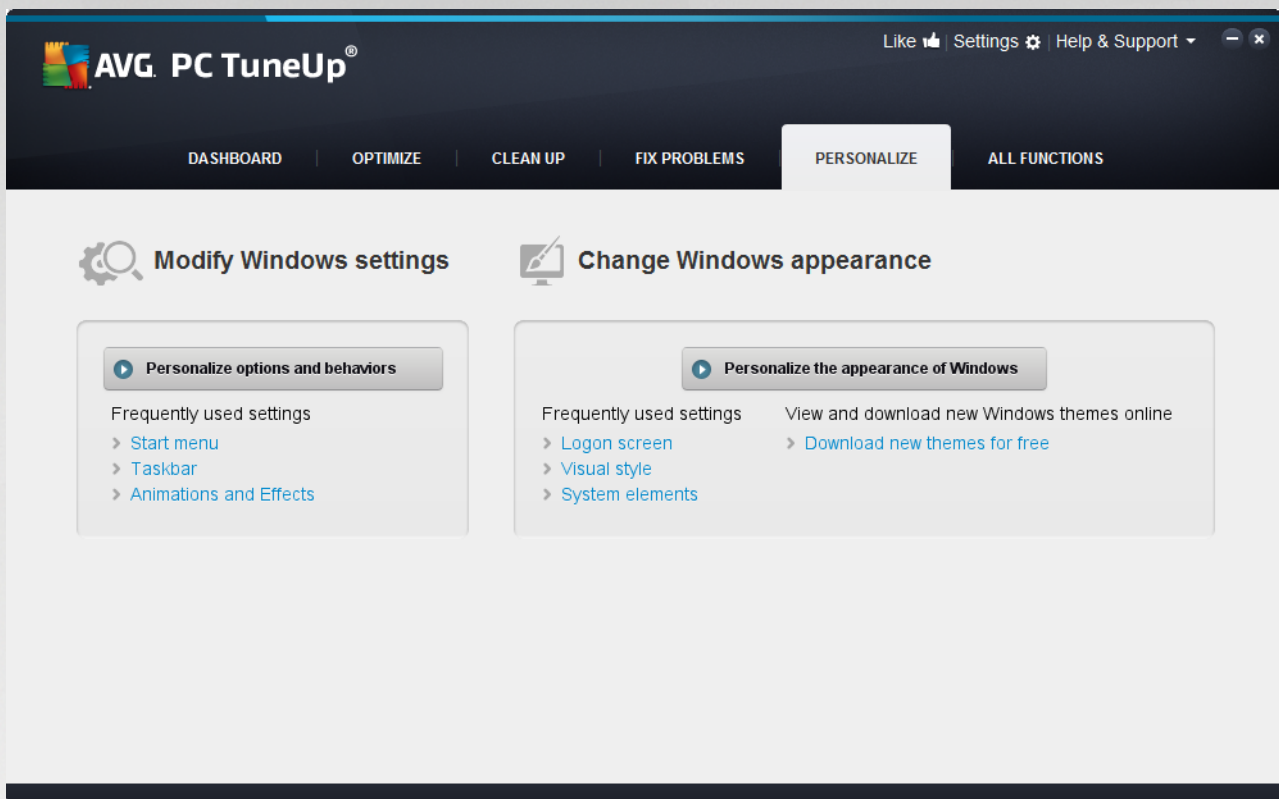 AVG. PC TuneUp®
Like | Settings | Help & Support
DASHBOARD | OPTIMIZE | CLEAN UP | FIX PROBLEMS | PERSONALIZE | ALL FUNCTIONS
Modify Windows settings
Personalize options and behaviors
Frequently used settings
Start menu
Taskbar
Animations and Effects
Change Windows appearance
Personalize the appearance of Windows
Frequently used settings
Logon screen
Visual style
System elements
View and download new Windows themes online
Download new themes for free